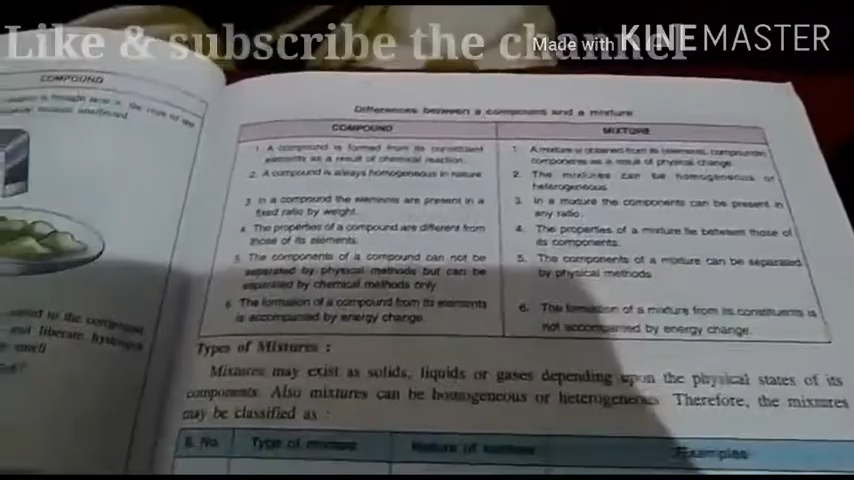 Like & subscribe the channel
Made with KINEMASTER
COMPOUND
Differences between a compound and a mixture
COMPOUND
1. A compound is formed from its constituent
elements as a result of chemical reaction.
2. A compound is always homogeneous in nature
3. In a compound the elements are present in a
fixed ratio by weight.
4. The properties of a compound are different from
those of its elements.
5. The components of a compound can not be
separated by physical methods but can be
separated by chemical methods only
6. The formation of a compound from its elements
is accompanied by energy change.
MIXTURE
1. A mixture is obtained from its elements, compounds
components as a result of physical change.
2. The mixtures can be homogeneous or
heterogeneous
3. In a mixture the components can be present in
any ratio.
4. The properties of a mixture lie between those of
its components.
5. The components of a mixture can be separated
by physical methods
6. The formation of a mixture from its constituents is
not accompanied by energy change.
and liberate hydrogen
smell
Types of Mixtures :
Mixtures may exist as solids, liquids or gases depending upon the physical states of its
components. Also mixtures can be homogeneous or heterogeneous Therefore, the mixtures
may be classified as :
S. No. Type of mixture Nature of mixture Examples